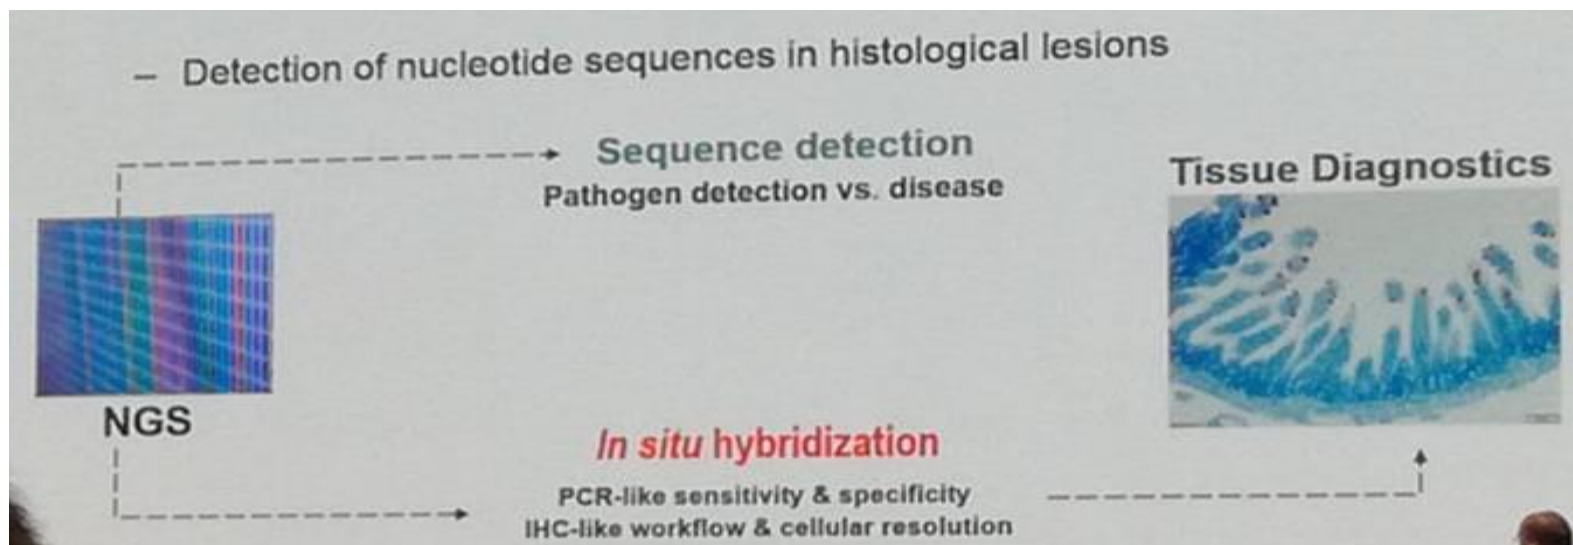 – Detection of nucleotide sequences in histological lesions
Sequence detection
Pathogen detection vs. disease
Tissue Diagnostics
NGS
In situ hybridization
PCR-like sensitivity & specificity
IHC-like workflow & cellular resolution